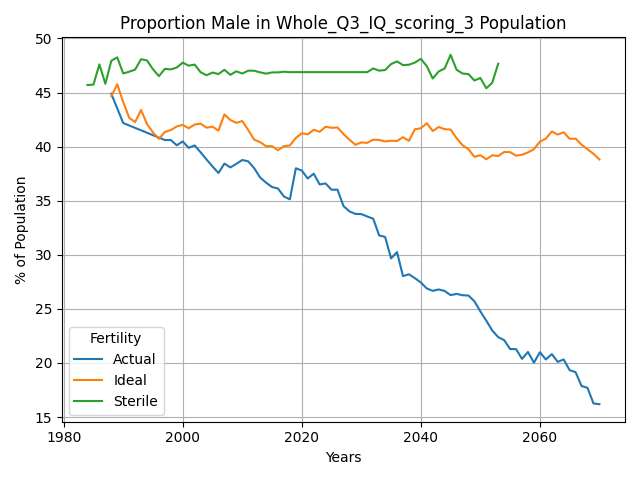 Proportion Male in Whole_Q3_IQ_scoring_3 Population
% of Population
50
45
40
35
30
25
20
15
Fertility
Actual
Ideal
Sterile
1980
2000
2020
2040
2060
Years